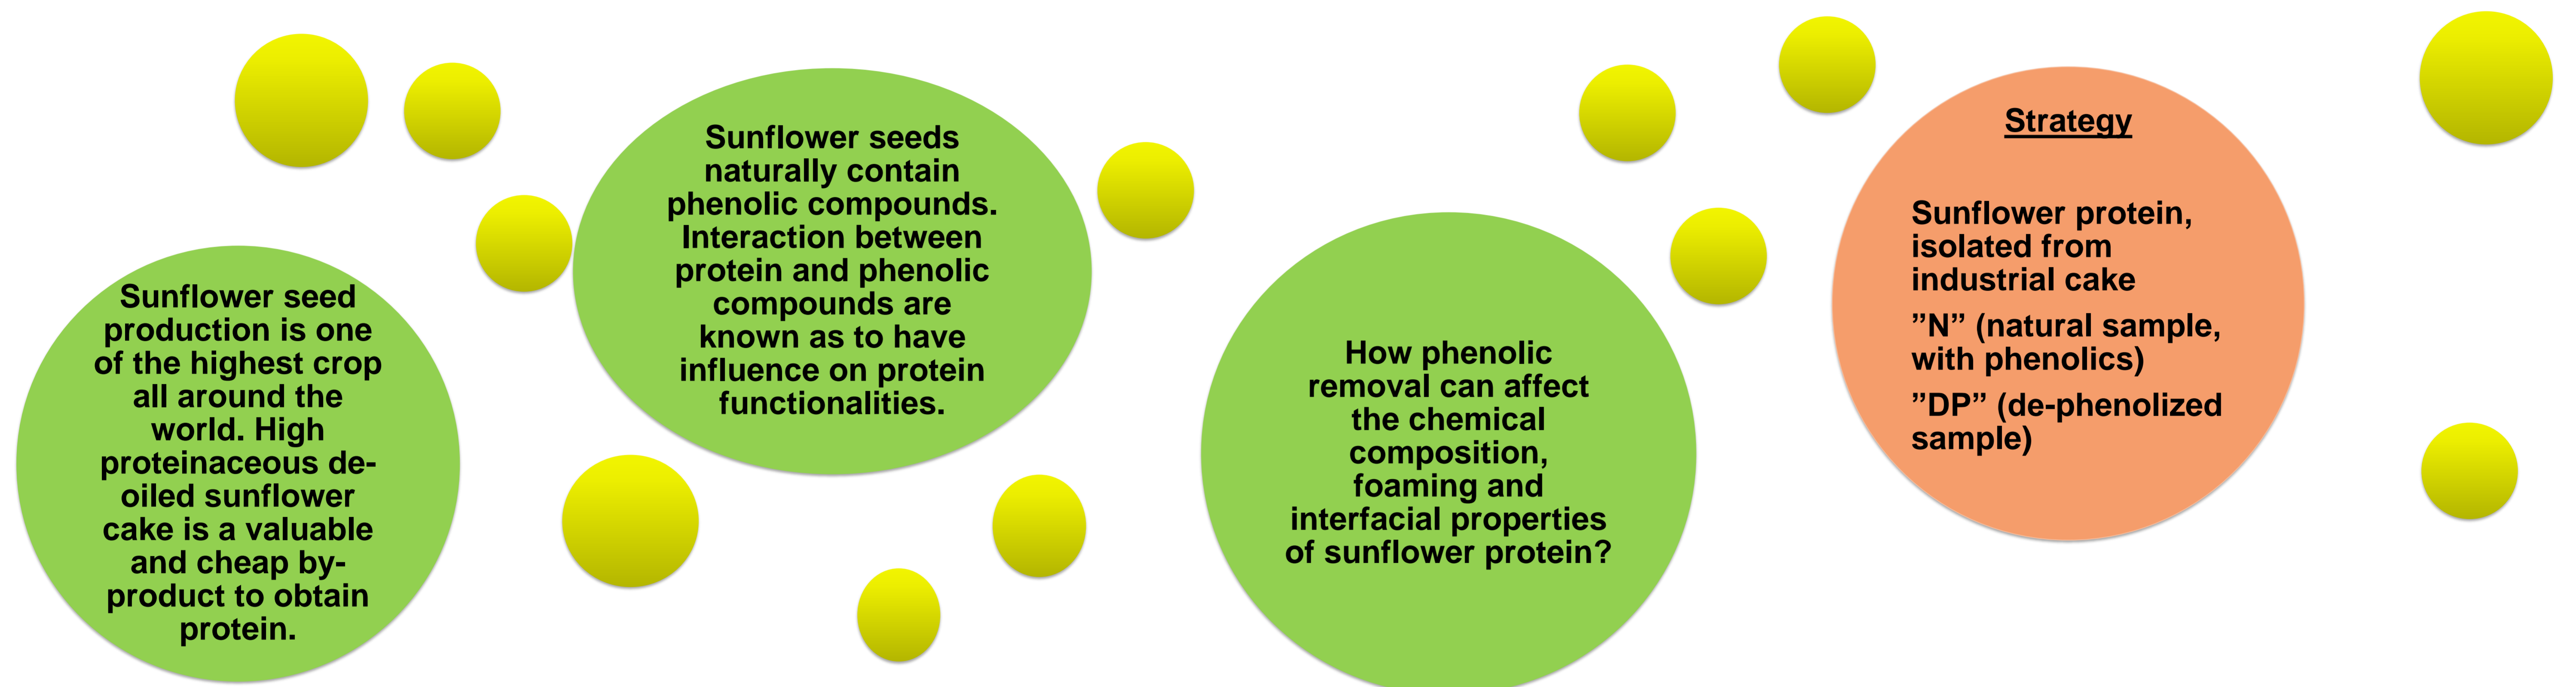 Sunflower seed
production is one
of the highest crop
all around the
world. High
proteinaceous de-
oiled sunflower
cake is a valuable
and cheap by-
product to obtain
protein.
Sunflower seeds
naturally contain
phenolic compounds.
Interaction between
protein and phenolic
compounds are
known as to have
influence on protein
functionalities.
How phenolic
removal can affect
the chemical
composition,
foaming and
interfacial properties
of sunflower protein?
Strategy
Sunflower protein,
isolated from
industrial cake
”N” (natural sample,
with phenolics)
”DP” (de-phenolized
sample)